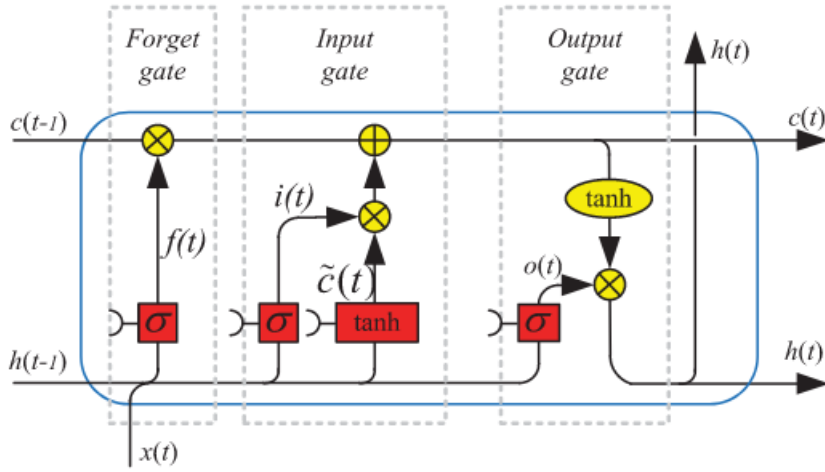 Forget
gate
Input
gate
Output
gate
h(t)
c(t-1)
c(t)
i(t)
tanh
f(t)
c̃(t)
o(t)
σ
σ
tanh
σ
h(t-1)
h(t)
x(t)